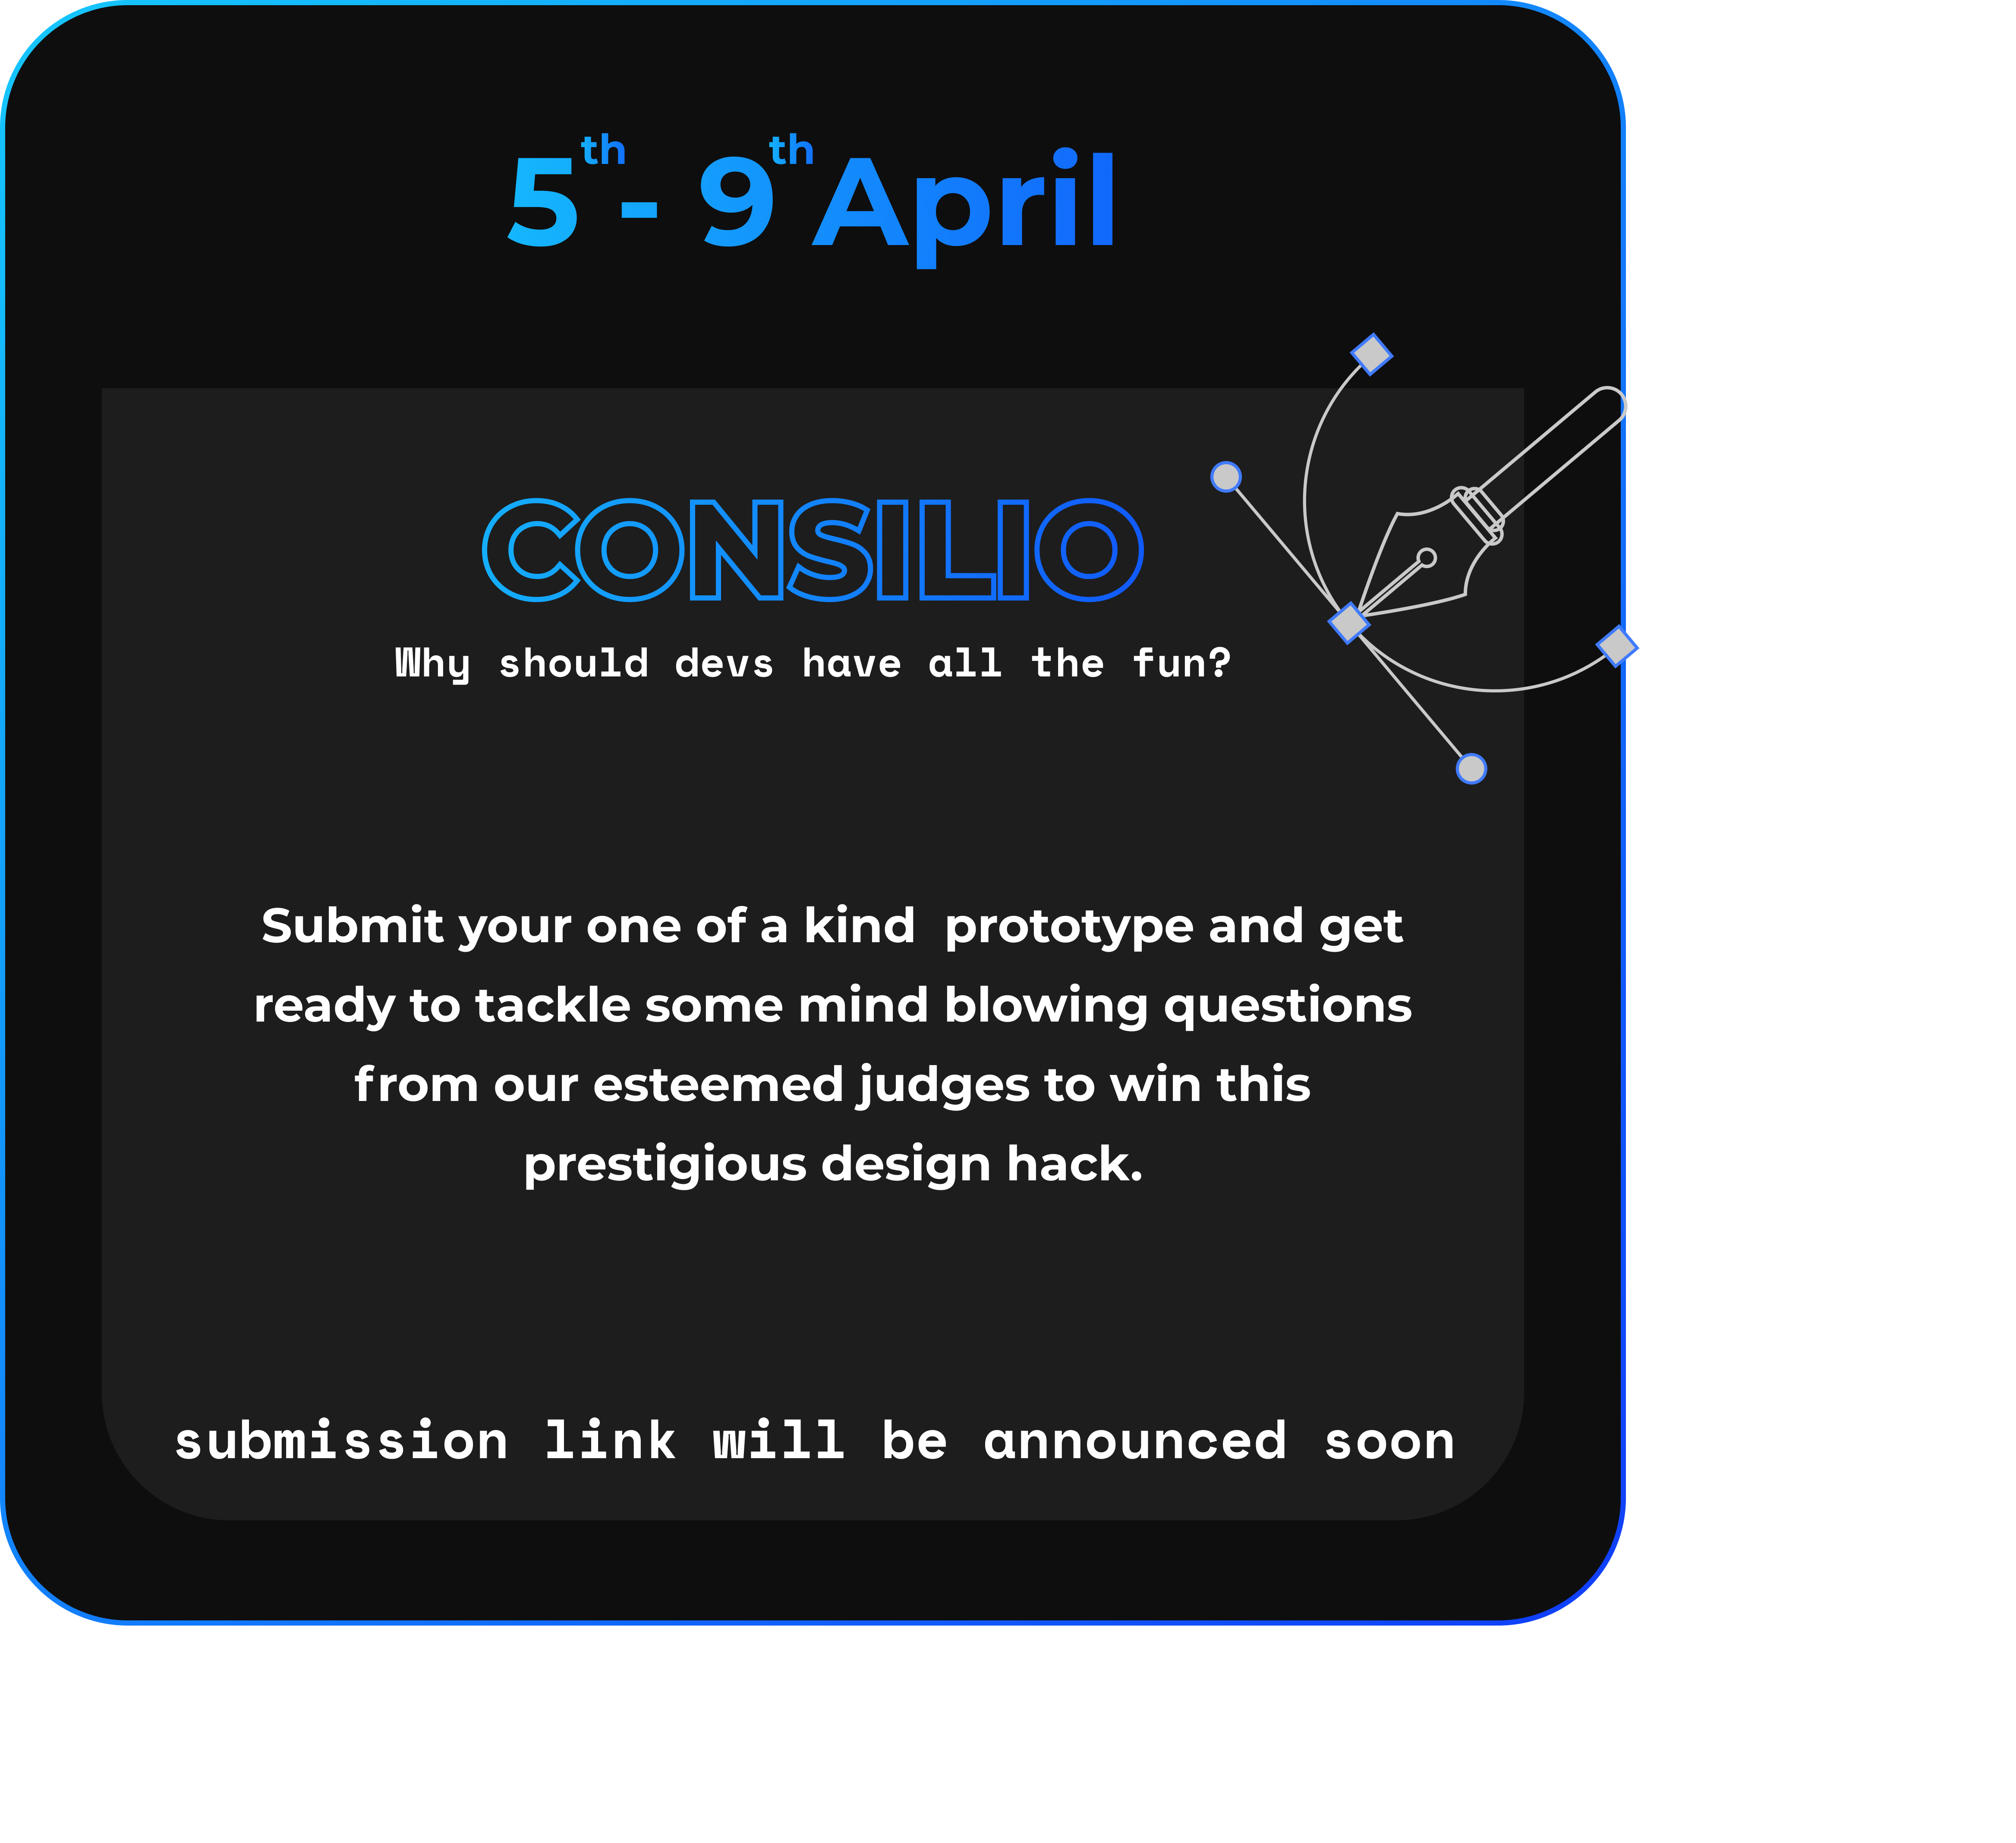 5th - 9th April
CONSILIO
Why should devs have all the fun?
Submit your one of a kind  prototype and get
ready to tackle some mind blowing questions
from our esteemed judges to win this
prestigious design hack.
submission link will be announced soon